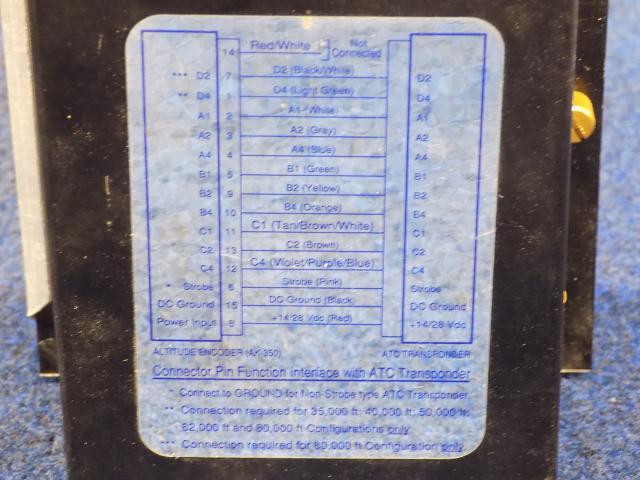 14 Red/White Not
Connected
*** D2 7 D2 (Black/White) D2
** D4 1 D4 (Light Green) D4
A1 2 A1 (White) A1
A2 3 A2 (Gray) A2
A4 4 A4 (Blue) A4
B1 5 B1 (Green) B1
B2 9 B2 (Yellow) B2
B4 10 B4 (Orange) B4
C1 11 C1 (Tan/Brown/White) C1
C2 13 C2 (Brown) C2
C4 12 C4 (Violet/Purple/Blue) C4
* Strobe 6 Strobe (Pink) Strobe
DC Ground 15 DC Ground (Black) DC Ground
Power Input 8 +14/28 Vdc (Red) +14/28 Vdc
ALTITUDE ENCODER (AK-350) ATC TRANSPONDER
Connector Pin Function Interface with ATC Transponder
Connect to GROUND for Non-Strobe type ATC Transponder
** Connection required for 35,000 ft; 40,000 ft; 50,000 ft;
62,000 ft and 80,000 ft Configurations only
*** Connection required for 80,000 ft Configuration only